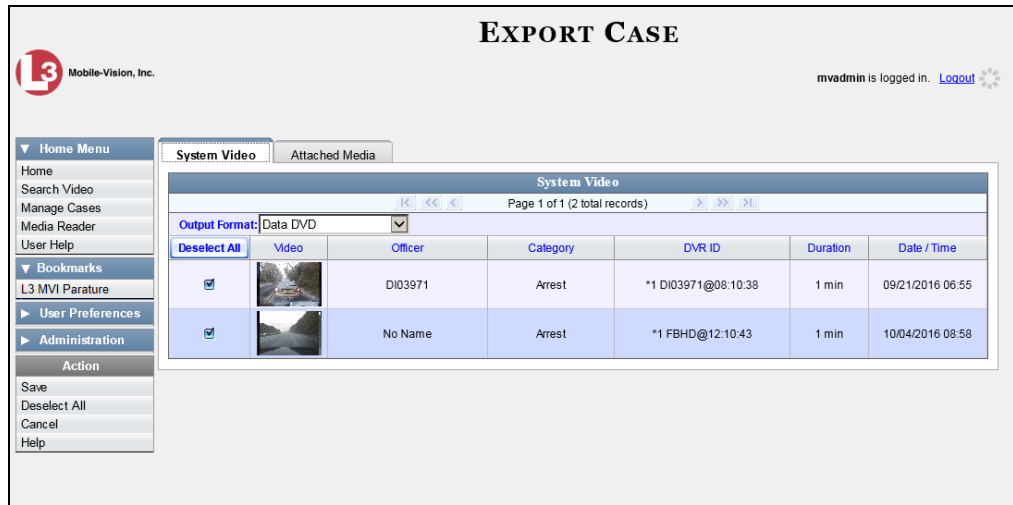 EXPORT CASE
L3 Mobile-Vision, Inc.
mvadmin is logged in. Logout
▼ Home Menu
Home
Search Video
Manage Cases
Media Reader
User Help
▼ Bookmarks
L3 MVI Parature
▶ User Preferences
▶ Administration
Action
Save
Deselect All
Cancel
Help
System Video Attached Media
System Video
|< << < Page 1 of 1 (2 total records) > >> >|
Output Format: Data DVD
Deselect All Video Officer Category DVR ID Duration Date / Time
DI03971 Arrest *1 DI03971@08:10:38 1 min 09/21/2016 06:55
No Name Arrest *1 FBHD@12:10:43 1 min 10/04/2016 08:58